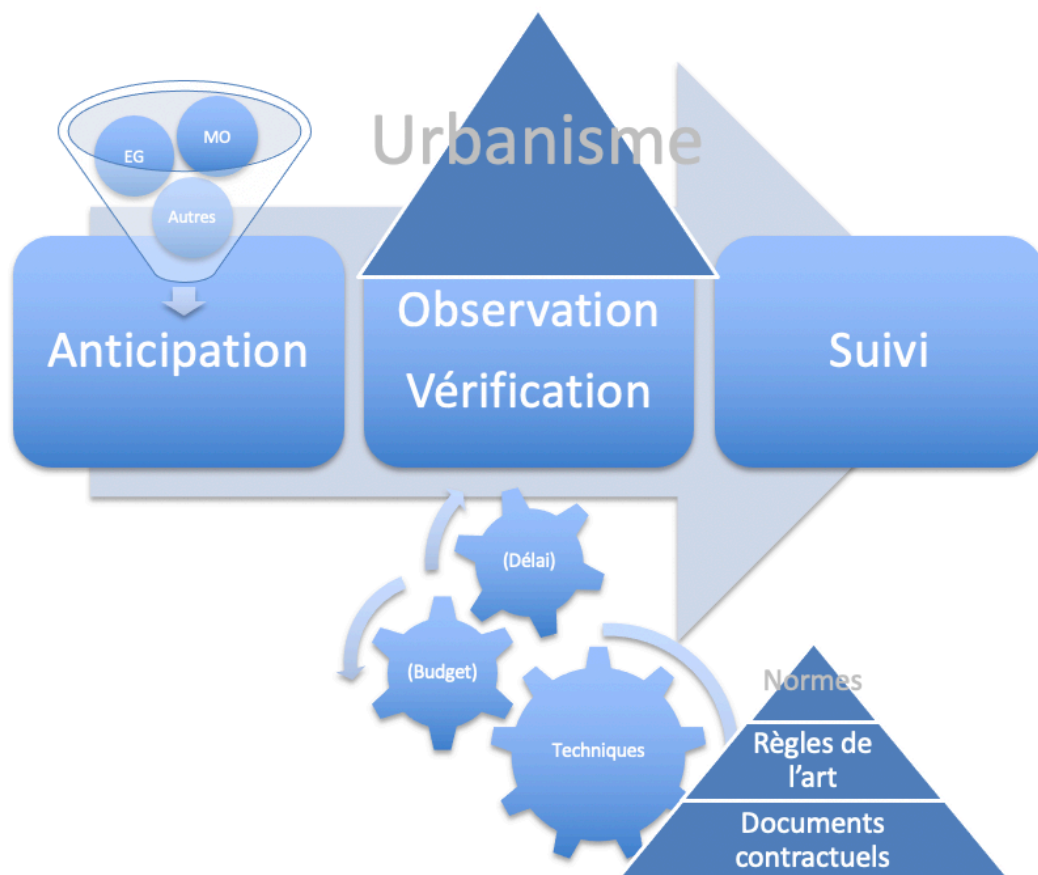 Urbanisme
MO
EG
Autres
Anticipation
Observation
Vérification
Suivi
(Délai)
(Budget)
Techniques
Normes
Règles de
l’art
Documents
contractuels